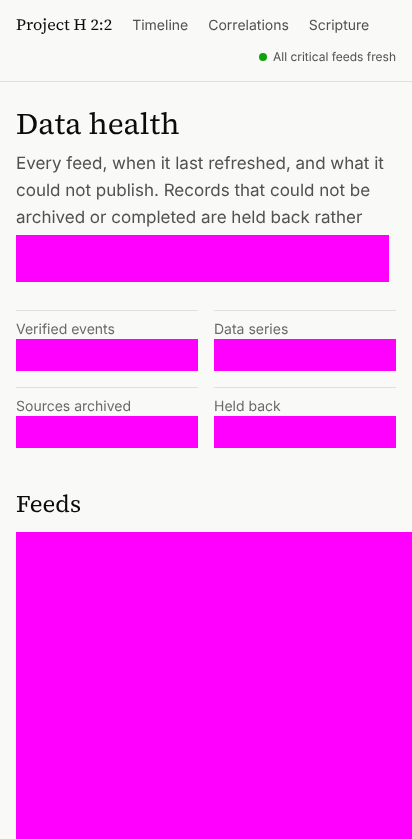 Project H 2:2 Timeline Correlations Scripture
All critical feeds fresh
Data health
Every feed, when it last refreshed, and what it
could not publish. Records that could not be
archived or completed are held back rather
Verified events Data series
Sources archived Held back
Feeds